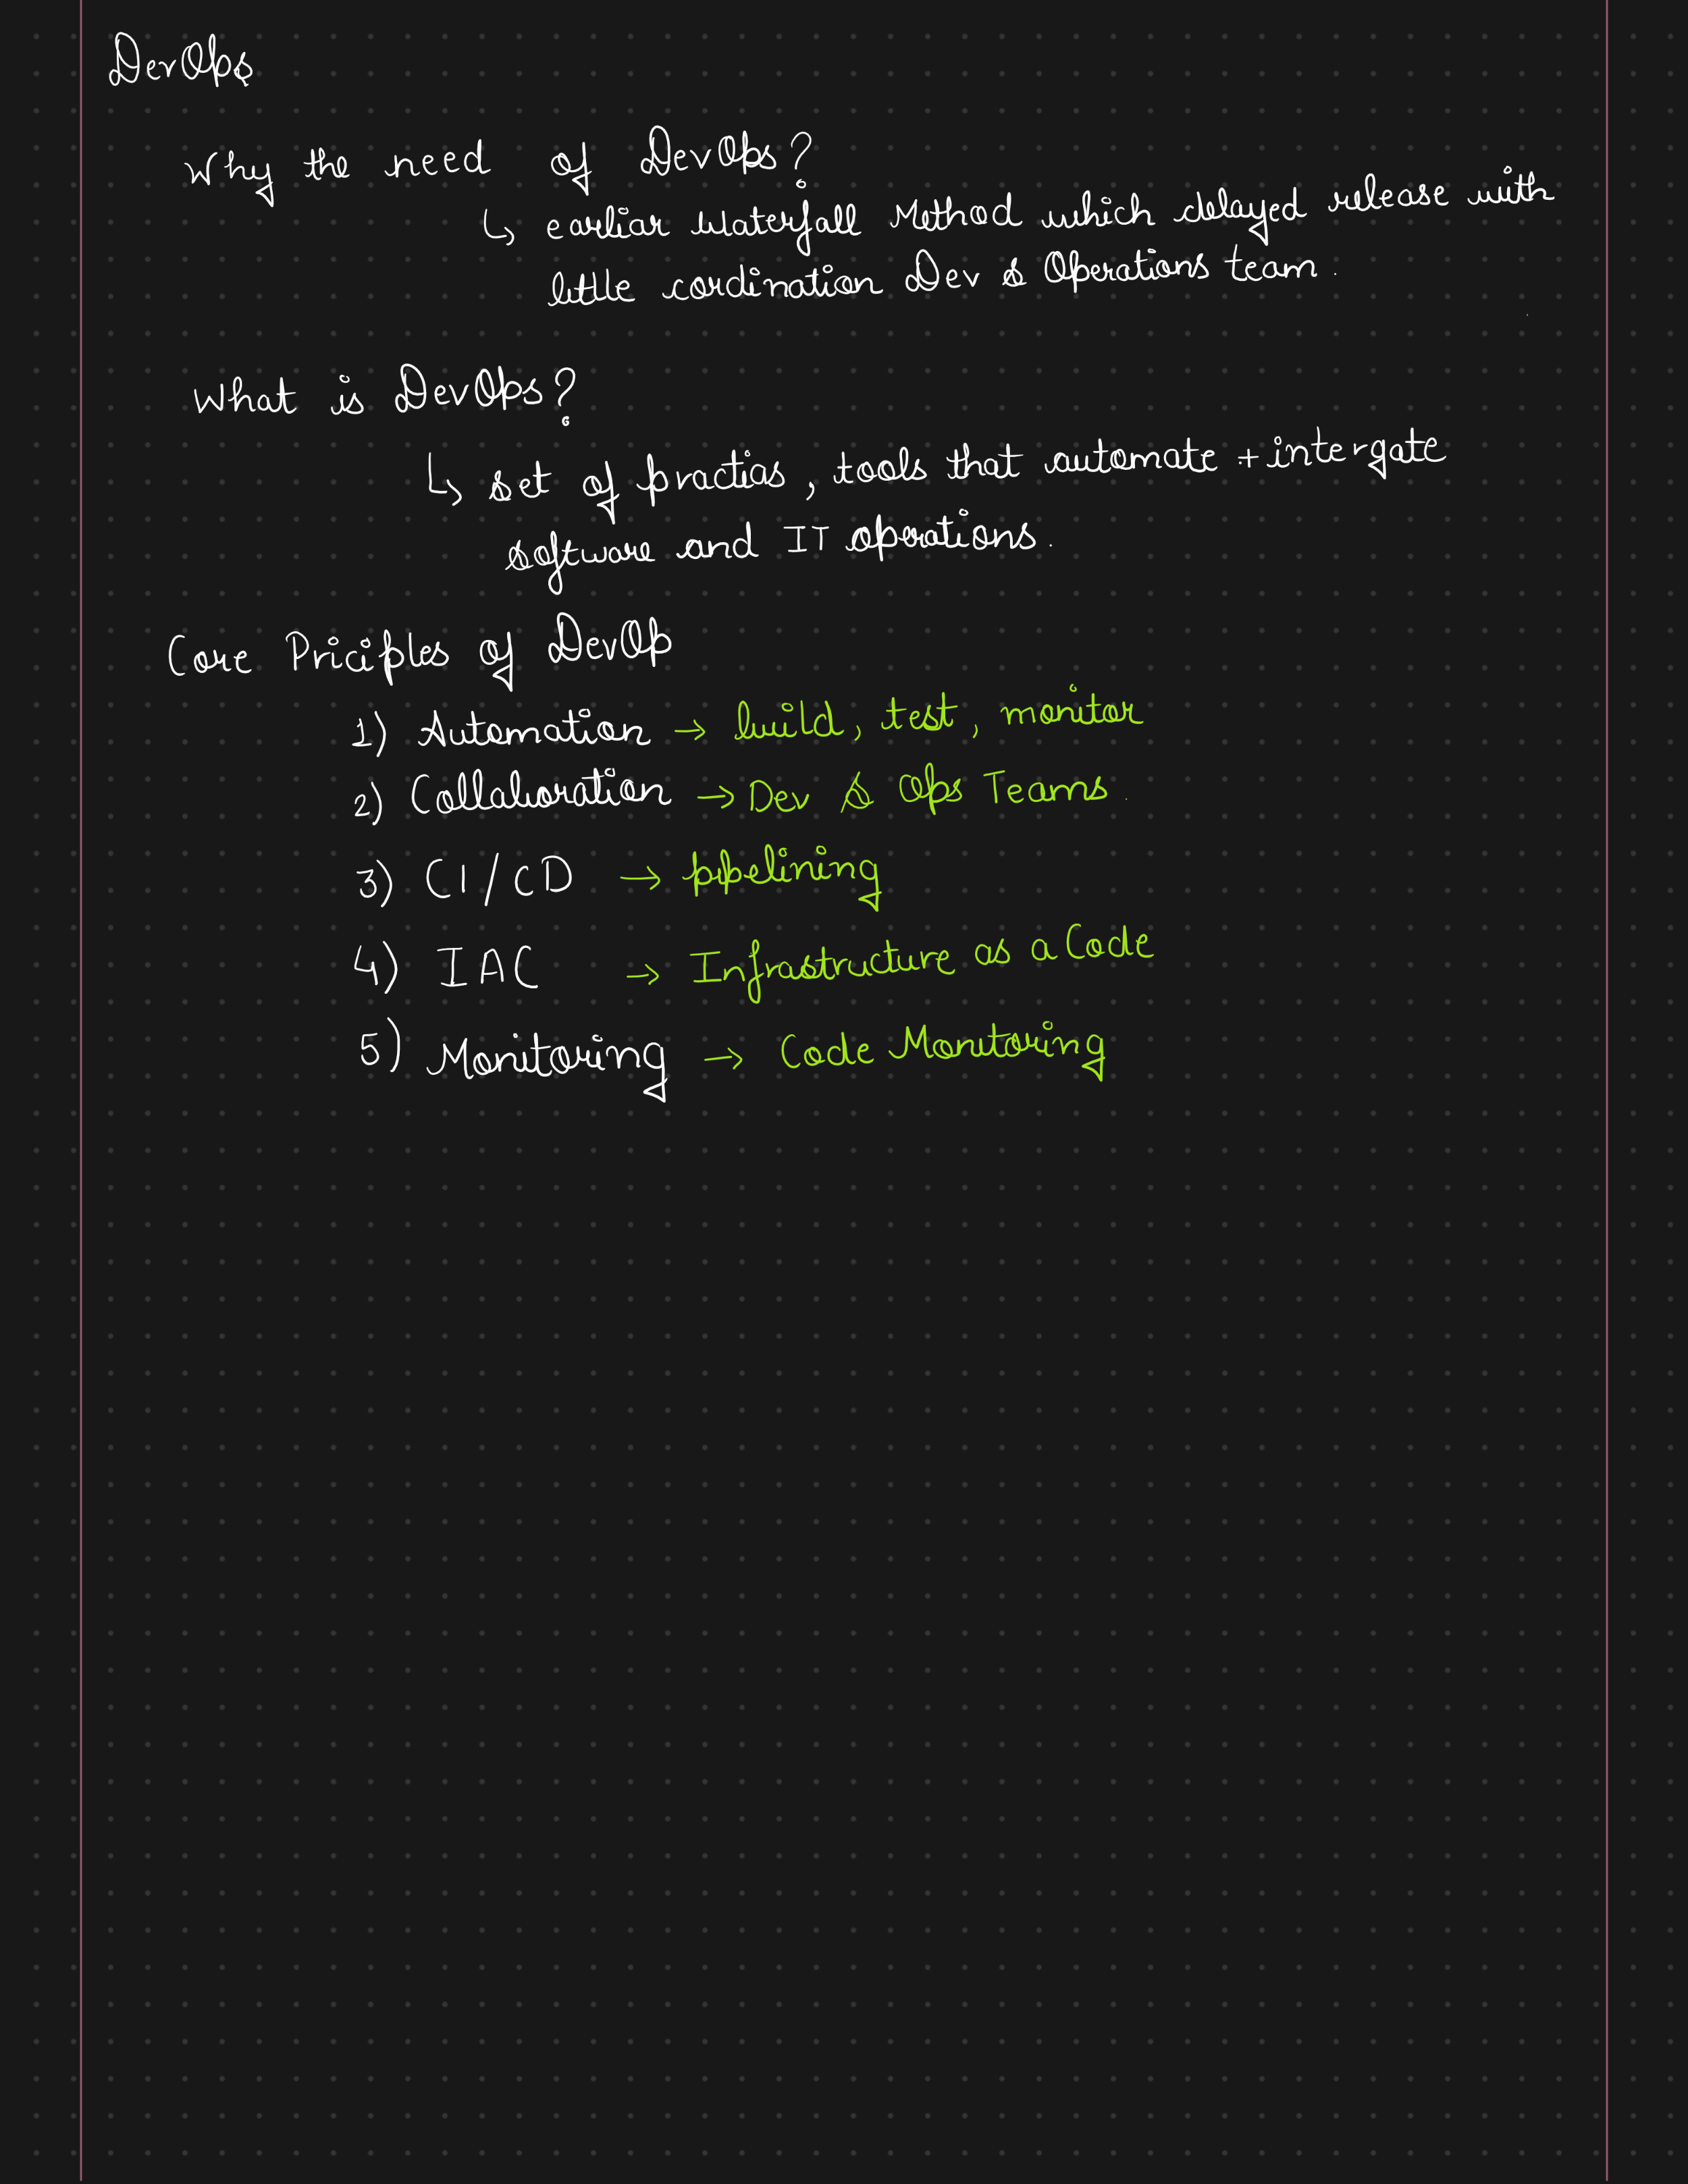 DevOps
Why the need of DevOps?
↳ earliar Waterfall Method which delayed release with
little cordination Dev & Operations team.
What is DevOps?
↳ set of practias, tools that automate + intergate
software and IT operations.
Core Priciples of DevOp
1) Automation → build, test, monitor
2) Collaboration → Dev & Ops Teams.
3) CI/CD → pipelining
4) IAC → Infrastructure as a Code
5) Monitoring → Code Monitoring